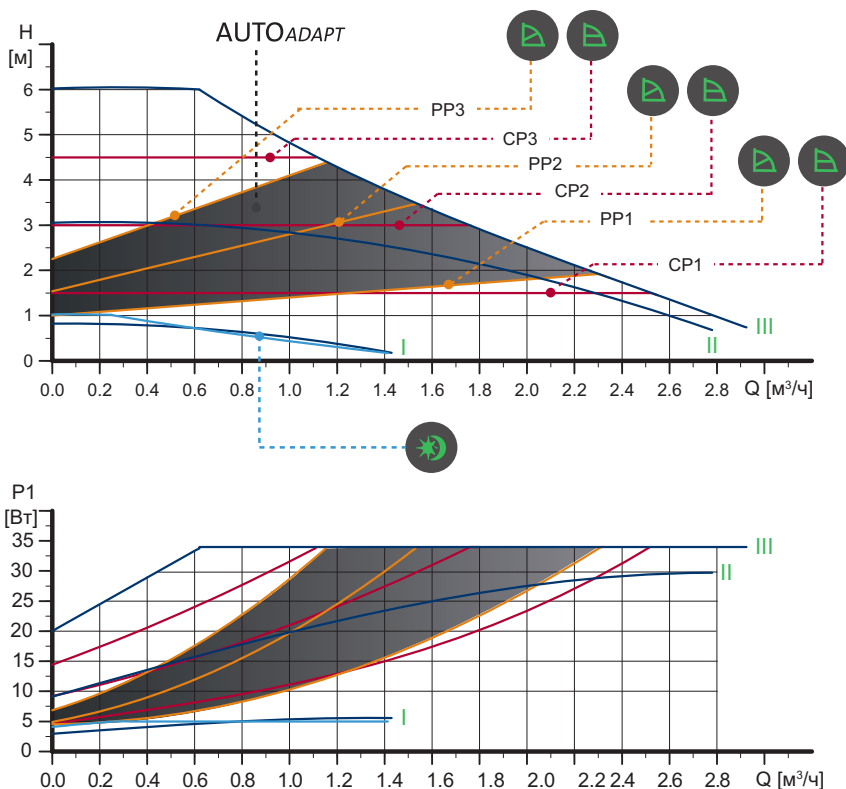 H
[м]
AUTOADAPT
6
5
4
3
2
1
0
PP3
CP3
PP2
CP2
PP1
CP1
I
II
III
0.0 0.2 0.4 0.6 0.8 1.0 1.2 1.4 1.6 1.8 2.0 2.2 2.4 2.6 2.8 Q [м³/ч]
P1
[Вт]
35
30
25
20
15
10
5
0
III
II
I
0.0 0.2 0.4 0.6 0.8 1.0 1.2 1.4 1.6 1.8 2.0 2.2 2.4 2.6 2.8 Q [м³/ч]